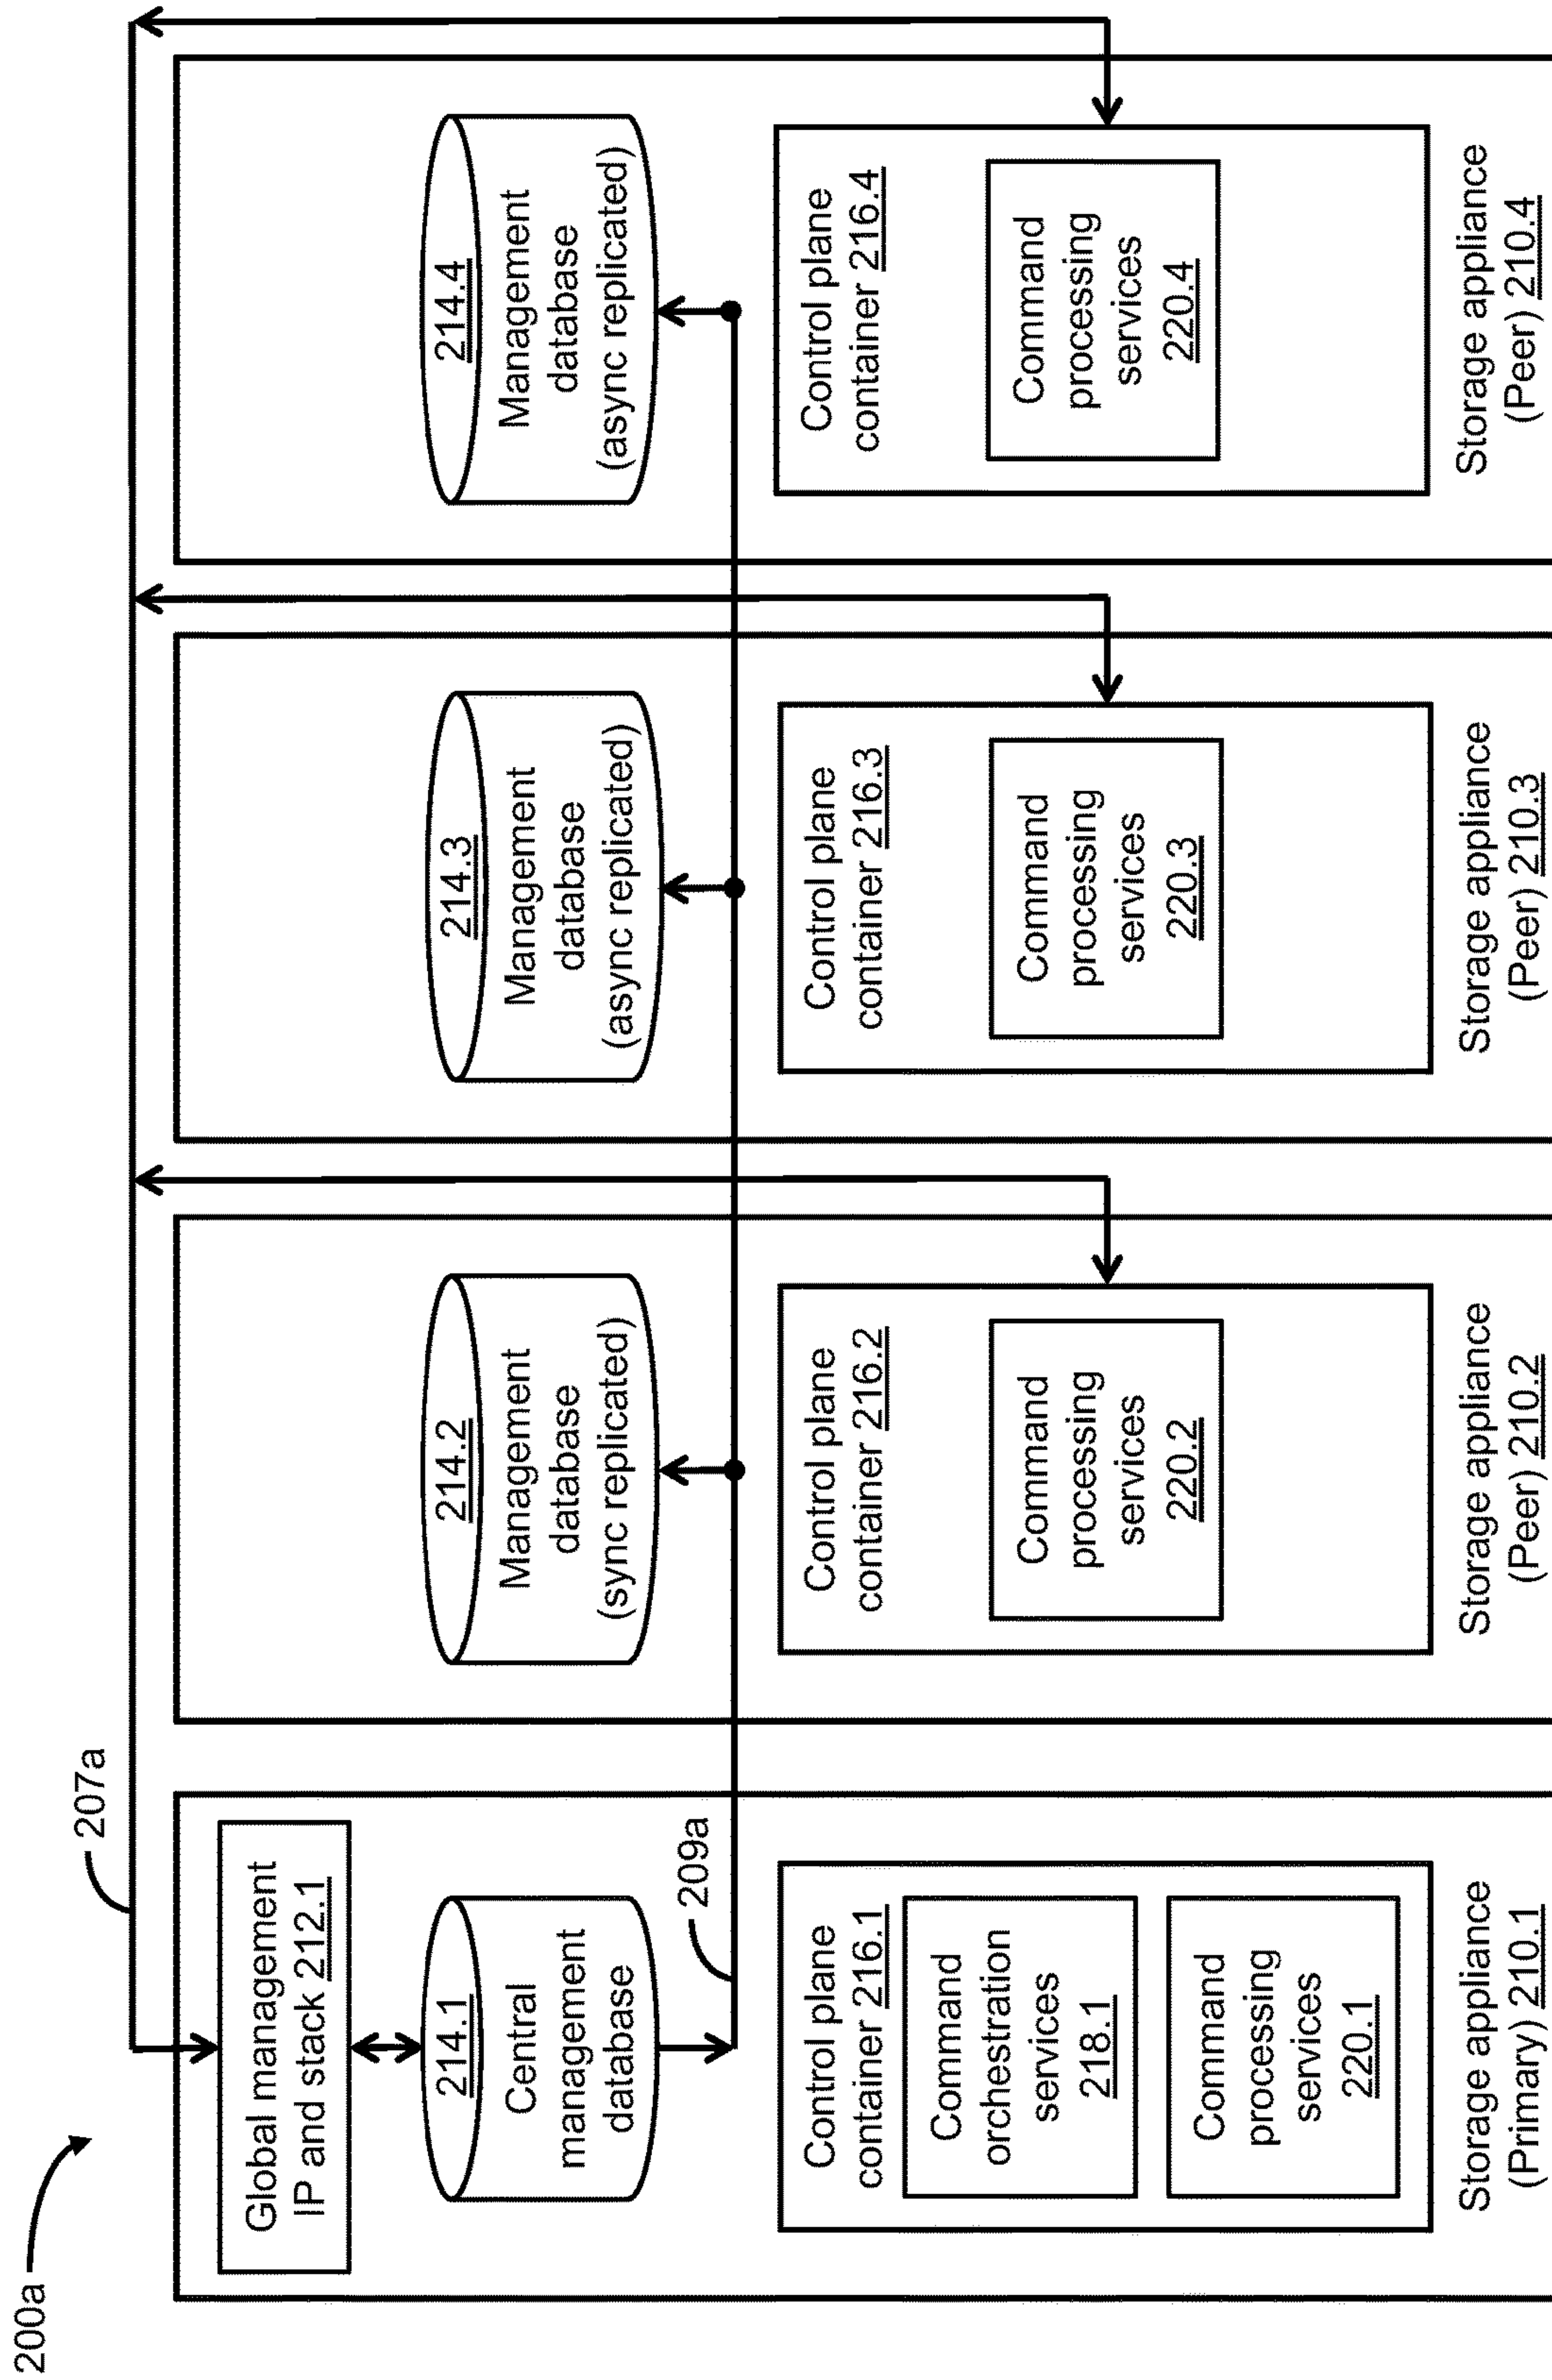 200a
207a
Global management
IP and stack 212.1
214.1
Central
management
database
209a
Control plane
container 216.1
Command
orchestration
services
218.1
Command
processing
services
220.1
Storage appliance
(Primary) 210.1
214.2
Management
database
(sync replicated)
Control plane
container 216.2
Command
processing
services
220.2
Storage appliance
(Peer) 210.2
214.3
Management
database
(async replicated)
Control plane
container 216.3
Command
processing
services
220.3
Storage appliance
(Peer) 210.3
214.4
Management
database
(async replicated)
Control plane
container 216.4
Command
processing
services
220.4
Storage appliance
(Peer) 210.4